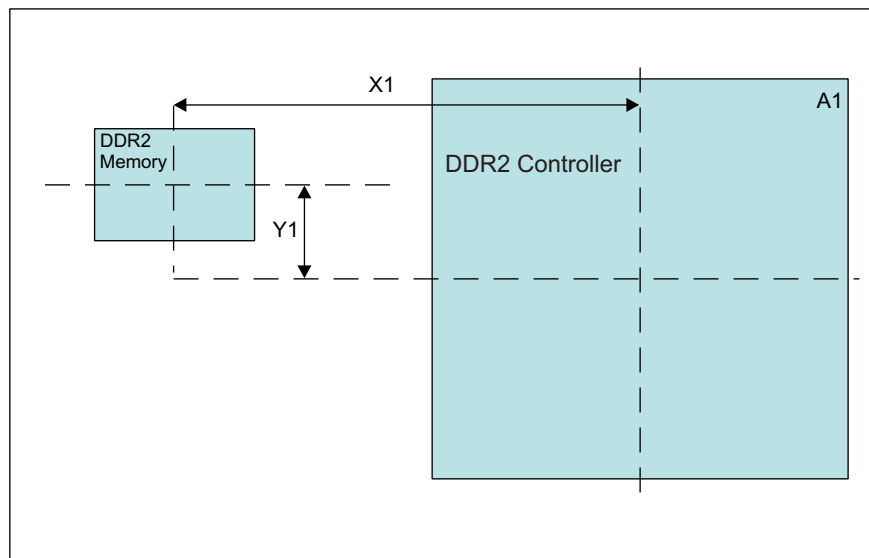 X1
A1
DDR2
Memory
DDR2 Controller
Y1